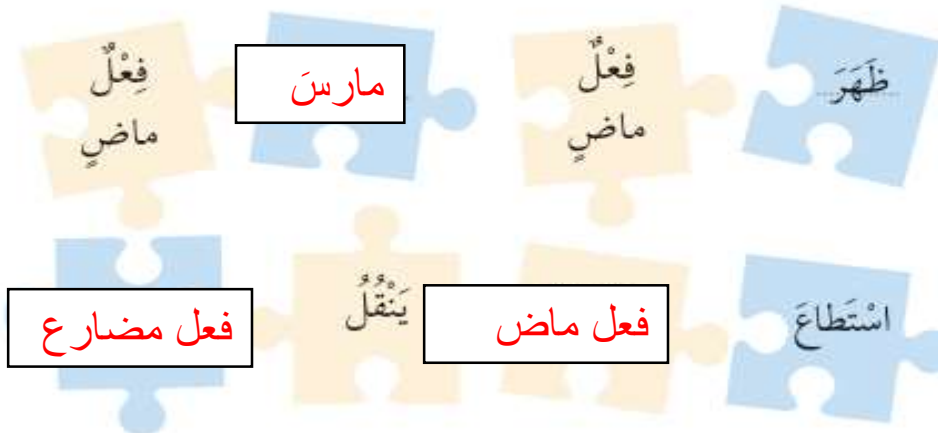 ظَهَرَ
فِعْلٌ
ماضٍ
مارسَ
فِعْلٌ
ماضٍ
اسْتَطاعَ
فعل ماض
يَنْقُلُ
فعل مضارع